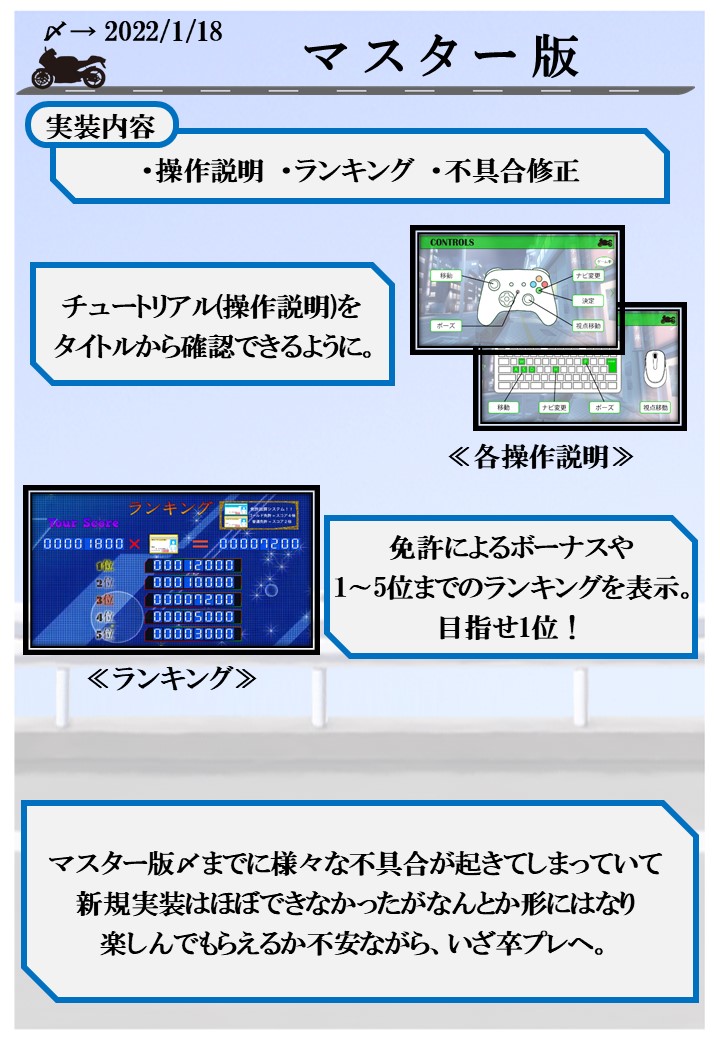 〆→ 2022/1/18
マスター版
実装内容
・操作説明 ・ランキング ・不具合修正
チュートリアル(操作説明)を
タイトルから確認できるように。
CONTROLS
移動
ナビ変更
決定
ポーズ
視点移動
移動
ナビ変更
ポーズ
視点移動
≪各操作説明≫
ランキング
Your Score
00001800 × = 00007200
1位 00012000
2位 00010000
3位 00007200
4位 00005000
5位 00003000
≪ランキング≫
免許によるボーナスや
1～5位までのランキングを表示。
目指せ1位！
マスター版〆までに様々な不具合が起きてしまっていて
新規実装はほぼできなかったがなんとか形にはなり
楽しんでもらえるか不安ながら、いざ卒プレへ。